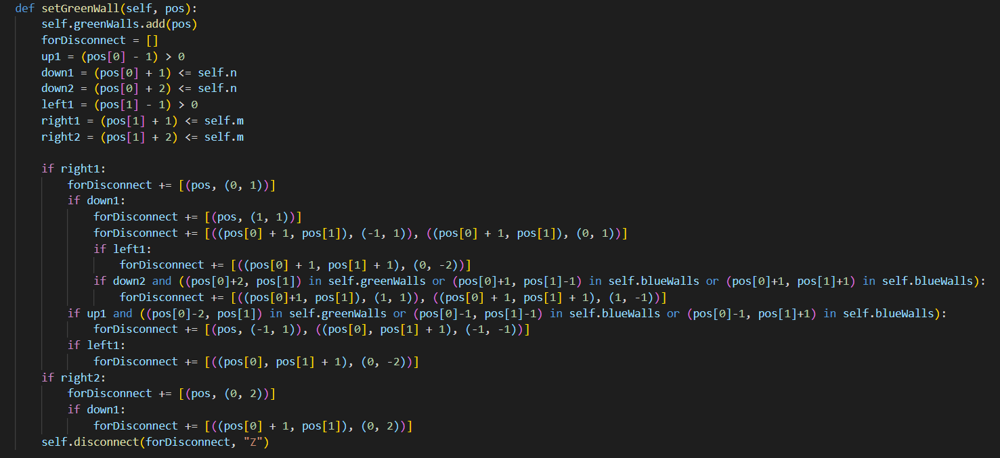 def setGreenWall(self, pos):
    self.greenWalls.add(pos)
    forDisconnect = []
    up1 = (pos[0] - 1) > 0
    down1 = (pos[0] + 1) <= self.n
    down2 = (pos[0] + 2) <= self.n
    left1 = (pos[1] - 1) > 0
    right1 = (pos[1] + 1) <= self.m
    right2 = (pos[1] + 2) <= self.m

    if right1:
        forDisconnect += [(pos, (0, 1))]
        if down1:
            forDisconnect += [(pos, (1, 1))]
            forDisconnect += [((pos[0] + 1, pos[1]), (-1, 1)), ((pos[0] + 1, pos[1]), (0, 1))]
            if left1:
                forDisconnect += [((pos[0] + 1, pos[1] + 1), (0, -2))]
            if down2 and ((pos[0]+2, pos[1]) in self.greenWalls or (pos[0]+1, pos[1]-1) in self.blueWalls or (pos[0]+1, pos[1]+1) in self.blueWalls):
                forDisconnect += [((pos[0]+1, pos[1]), (1, 1)), ((pos[0] + 1, pos[1] + 1), (1, -1))]
        if up1 and ((pos[0]-2, pos[1]) in self.greenWalls or (pos[0]-1, pos[1]-1) in self.blueWalls or (pos[0]-1, pos[1]+1) in self.blueWalls):
            forDisconnect += [(pos, (-1, 1)), ((pos[0], pos[1] + 1), (-1, -1))]
        if left1:
            forDisconnect += [((pos[0], pos[1] + 1), (0, -2))]
    if right2:
        forDisconnect += [(pos, (0, 2))]
        if down1:
            forDisconnect += [((pos[0] + 1, pos[1]), (0, 2))]
    self.disconnect(forDisconnect, "Z")